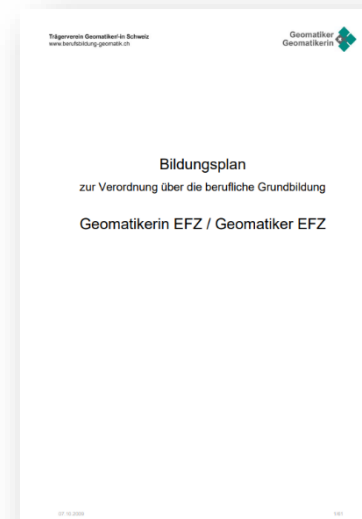 Trägerverein Geomatiker/-in Schweiz
www.berufsbildung-geomatik.ch
Geomatiker
Geomatikerin
Bildungsplan
zur Verordnung über die berufliche Grundbildung
Geomatikerin EFZ / Geomatiker EFZ